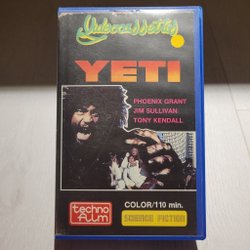 YETI
PHOENIX GRANT
JIM SULLIVAN
TONY KENDALL
techno
film
COLOR/110 min.
SCIENCE FICTION